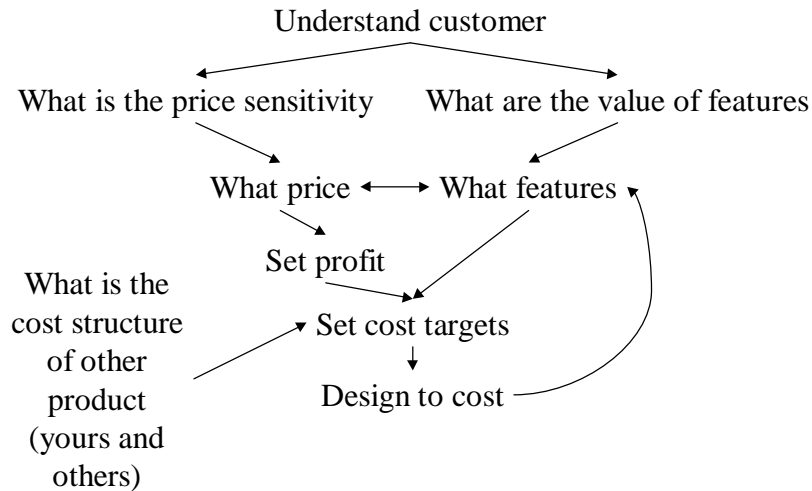 Understand customer
What is the price sensitivity
What are the value of features
What price
What features
Set profit
What is the
cost structure
of other
product
(yours and
others)
Set cost targets
Design to cost